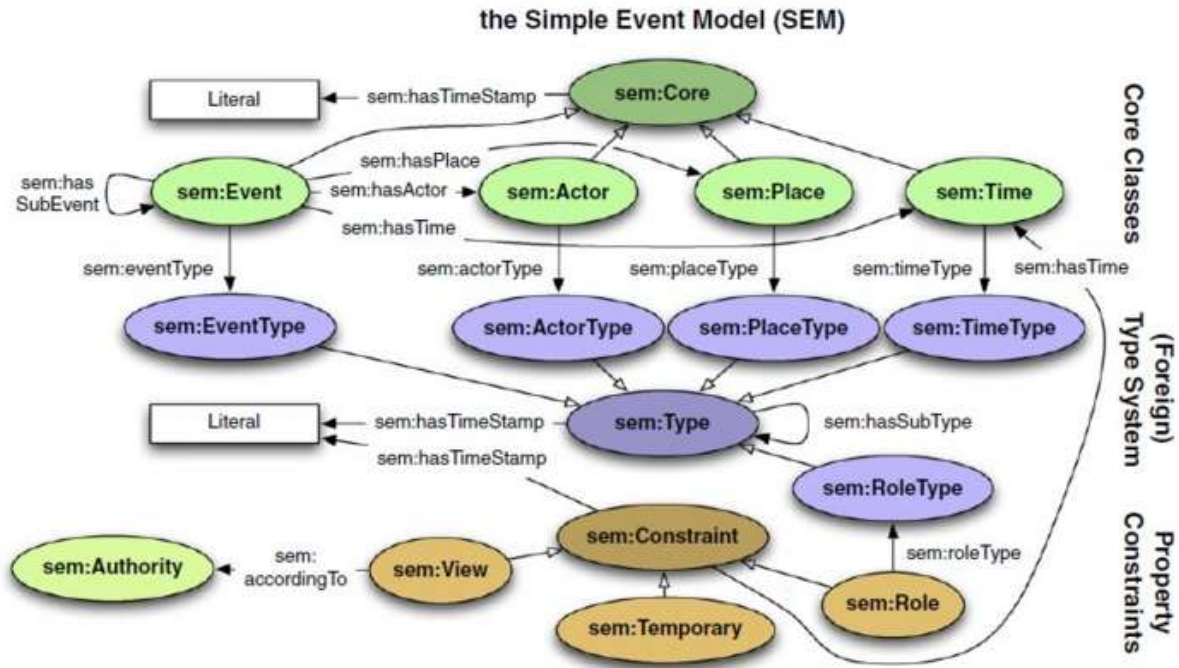 the Simple Event Model (SEM)
Literal
sem:hasTimeStamp
sem:Core
sem:has
SubEvent
sem:Event
sem:hasPlace
sem:hasActor
sem:hasTime
sem:Actor
sem:Place
sem:Time
Core Classes
sem:eventType
sem:actorType
sem:placeType
sem:timeType
sem:hasTime
sem:EventType
sem:ActorType
sem:PlaceType
sem:TimeType
(Foreign)
Type System
Literal
sem:hasTimeStamp
sem:Type
sem:hasSubType
sem:hasTimeStamp
sem:RoleType
sem:Constraint
sem:roleType
sem:Authority
sem:
accordingTo
sem:View
sem:Temporary
sem:Role
Property
Constraints